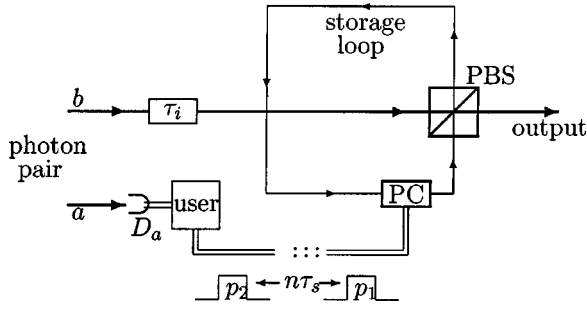 storage
loop
PBS
b
τᵢ
output
photon
pair
a
Dₐ
user
PC
p₂
nτₛ
p₁